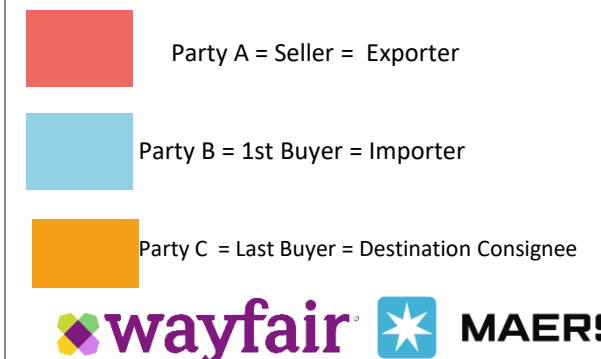 Party A = Seller = Exporter
Party B = 1st Buyer = Importer
Party C = Last Buyer = Destination Consignee
wayfair MAERS